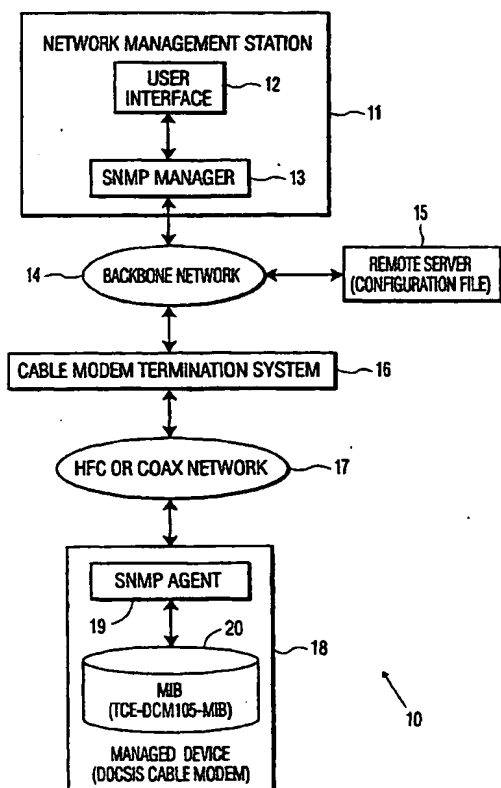 NETWORK MANAGEMENT STATION
USER
INTERFACE
12
11
SNMP MANAGER
13
15
14
BACKBONE NETWORK
REMOTE SERVER
(CONFIGURATION FILE)
CABLE MODEM TERMINATION SYSTEM
16
HFC OR COAX NETWORK
17
SNMP AGENT
19
20
18
MIB
(TCE-DCM105-MIB)
10
MANAGED DEVICE
(DOCSIS CABLE MODEM)